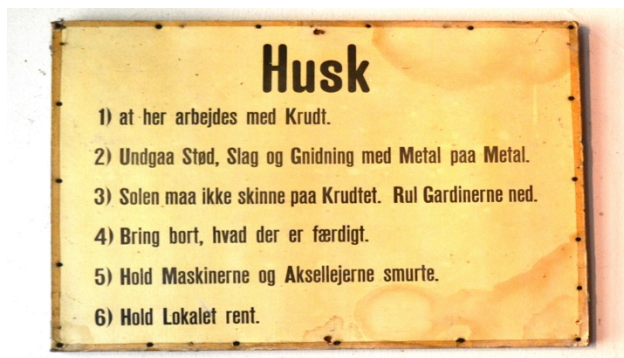 Husk
1) at her arbejdes med Krudt.
2) Undgaa Stød, Slag og Gnidning med Metal paa Metal.
3) Solen maa ikke skinne paa Krudtet. Rul Gardinerne ned.
4) Bring bort, hvad der er færdigt.
5) Hold Maskinerne og Aksellejerne smurte.
6) Hold Lokalet rent.